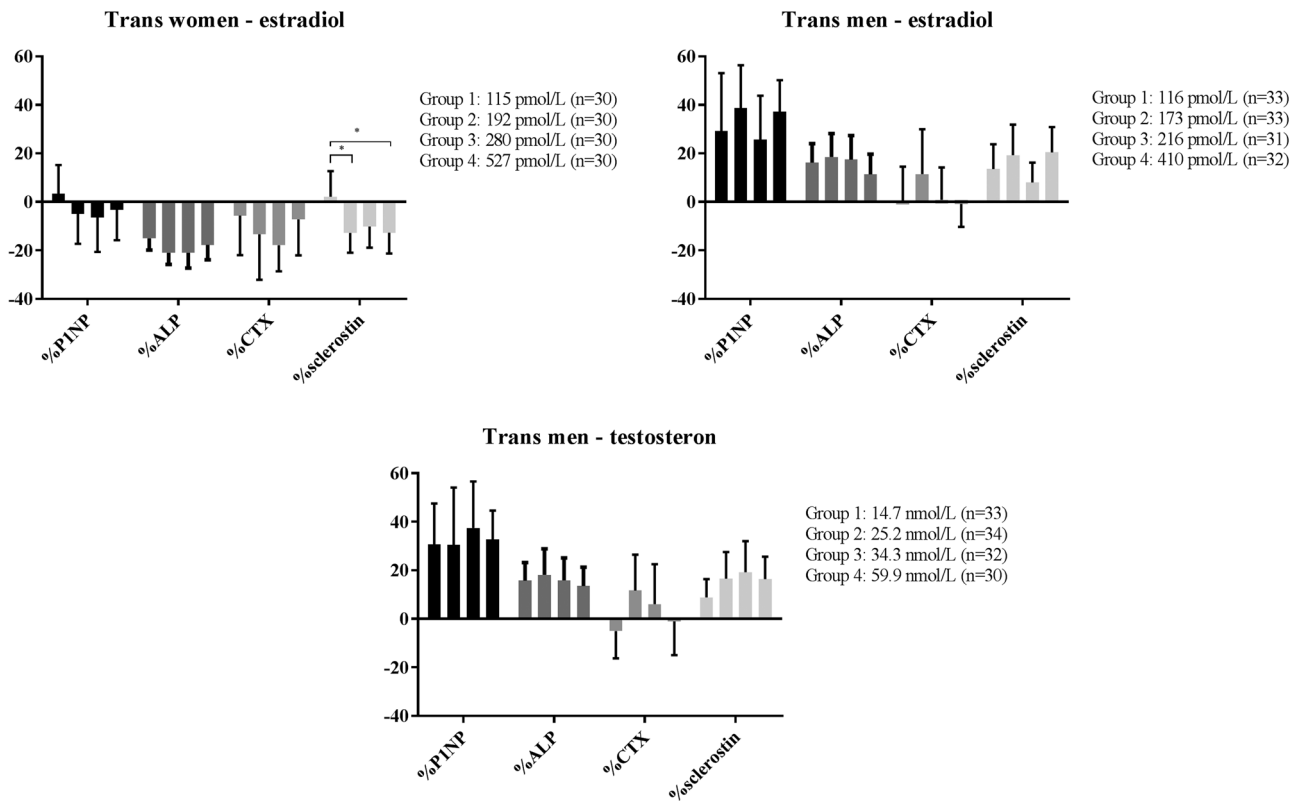 Trans women - estradiol
60
40
20
0
-20
-40
%P1NP
%ALP
%CTX
%sclerostin
*
*
Group 1: 115 pmol/L (n=30)
Group 2: 192 pmol/L (n=30)
Group 3: 280 pmol/L (n=30)
Group 4: 527 pmol/L (n=30)
Trans men - estradiol
60
40
20
0
-20
-40
%P1NP
%ALP
%CTX
%sclerostin
Group 1: 116 pmol/L (n=33)
Group 2: 173 pmol/L (n=33)
Group 3: 216 pmol/L (n=31)
Group 4: 410 pmol/L (n=32)
Trans men - testosteron
60
40
20
0
-20
-40
%P1NP
%ALP
%CTX
%sclerostin
Group 1: 14.7 nmol/L (n=33)
Group 2: 25.2 nmol/L (n=34)
Group 3: 34.3 nmol/L (n=32)
Group 4: 59.9 nmol/L (n=30)